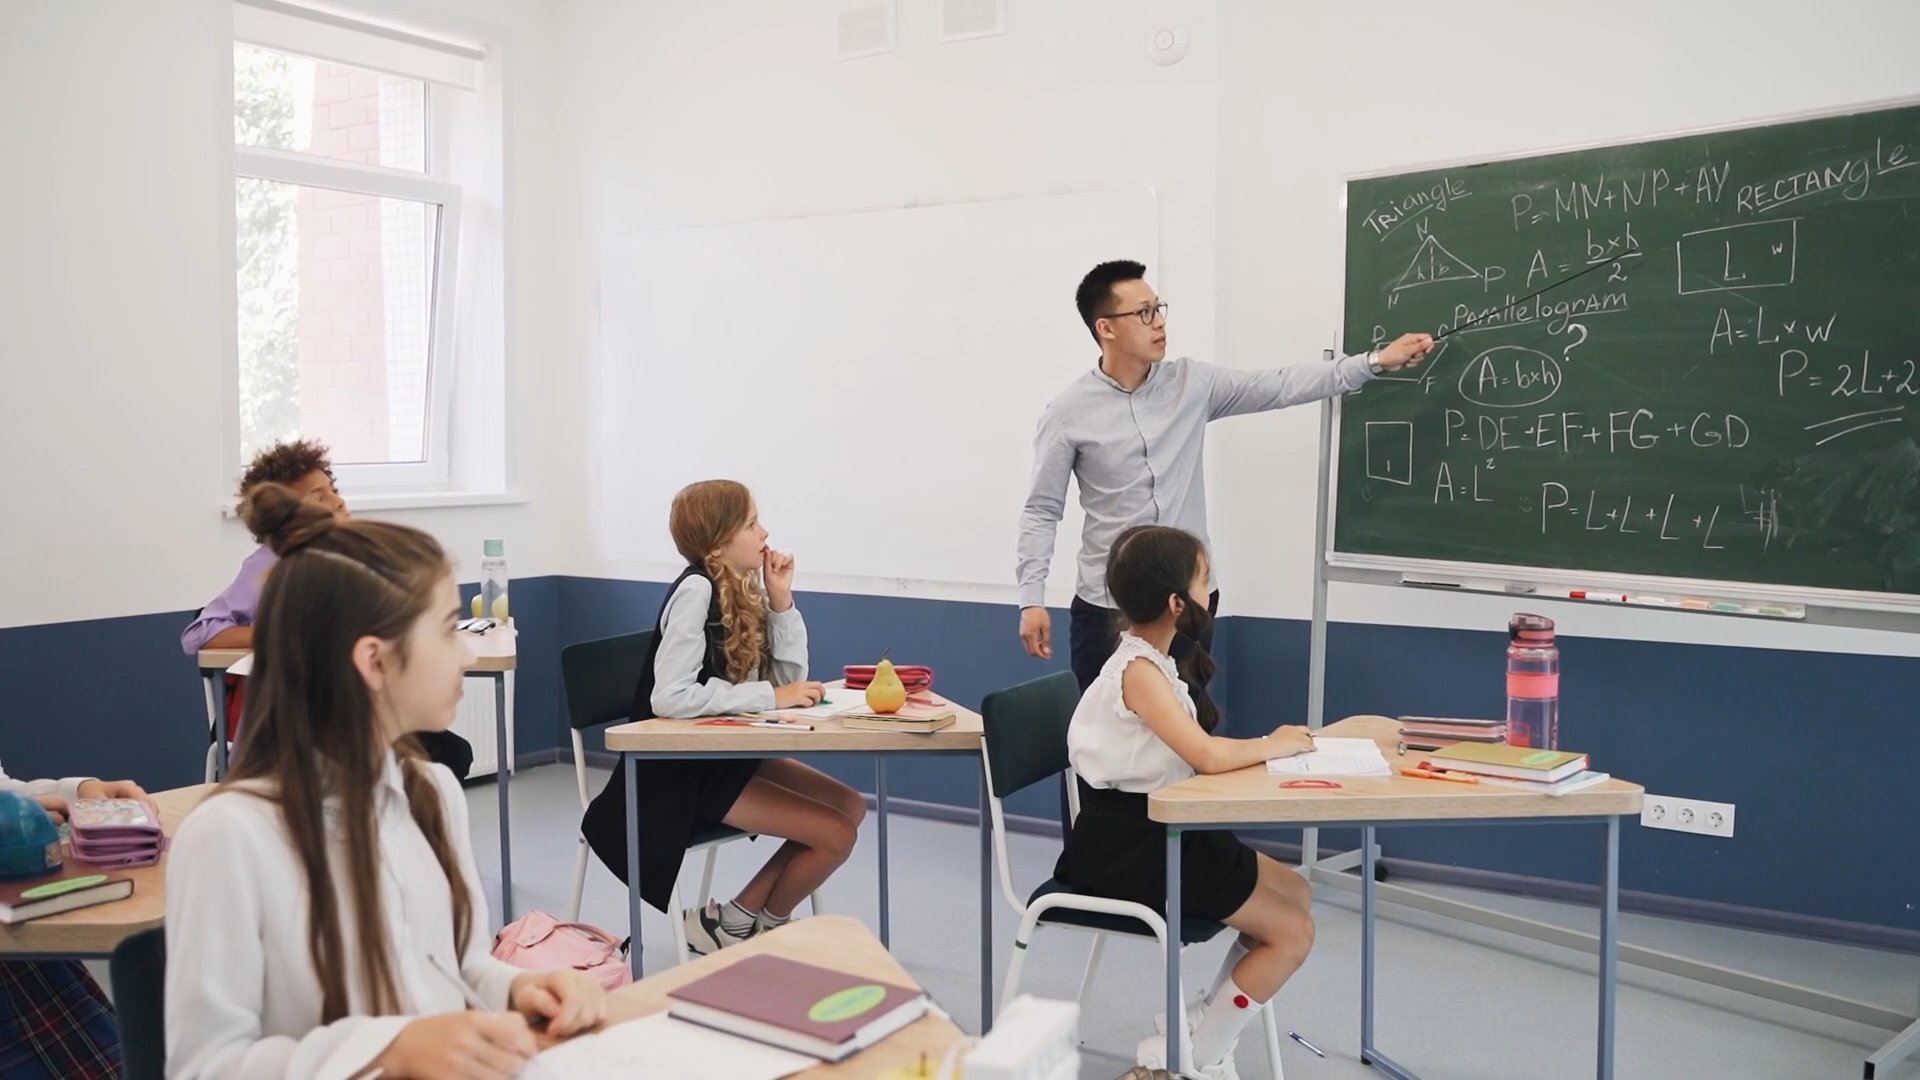 Triangle
P=MN+NP+AY
RECTANGLE
N
h b
N P
A = b×h
2
L w
Parallelogram
?
A=L×w
D G
F
A=b×h
P=2L+2
P=DE+EF+FG+GD
A=L²
P=L+L+L+L